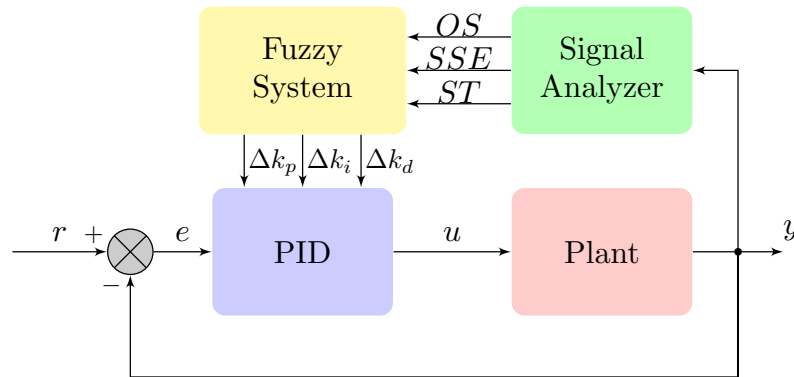 Fuzzy
System
OS
SSE
ST
Signal
Analyzer
Δk_p
Δk_i
Δk_d
r
+
−
e
PID
u
Plant
y